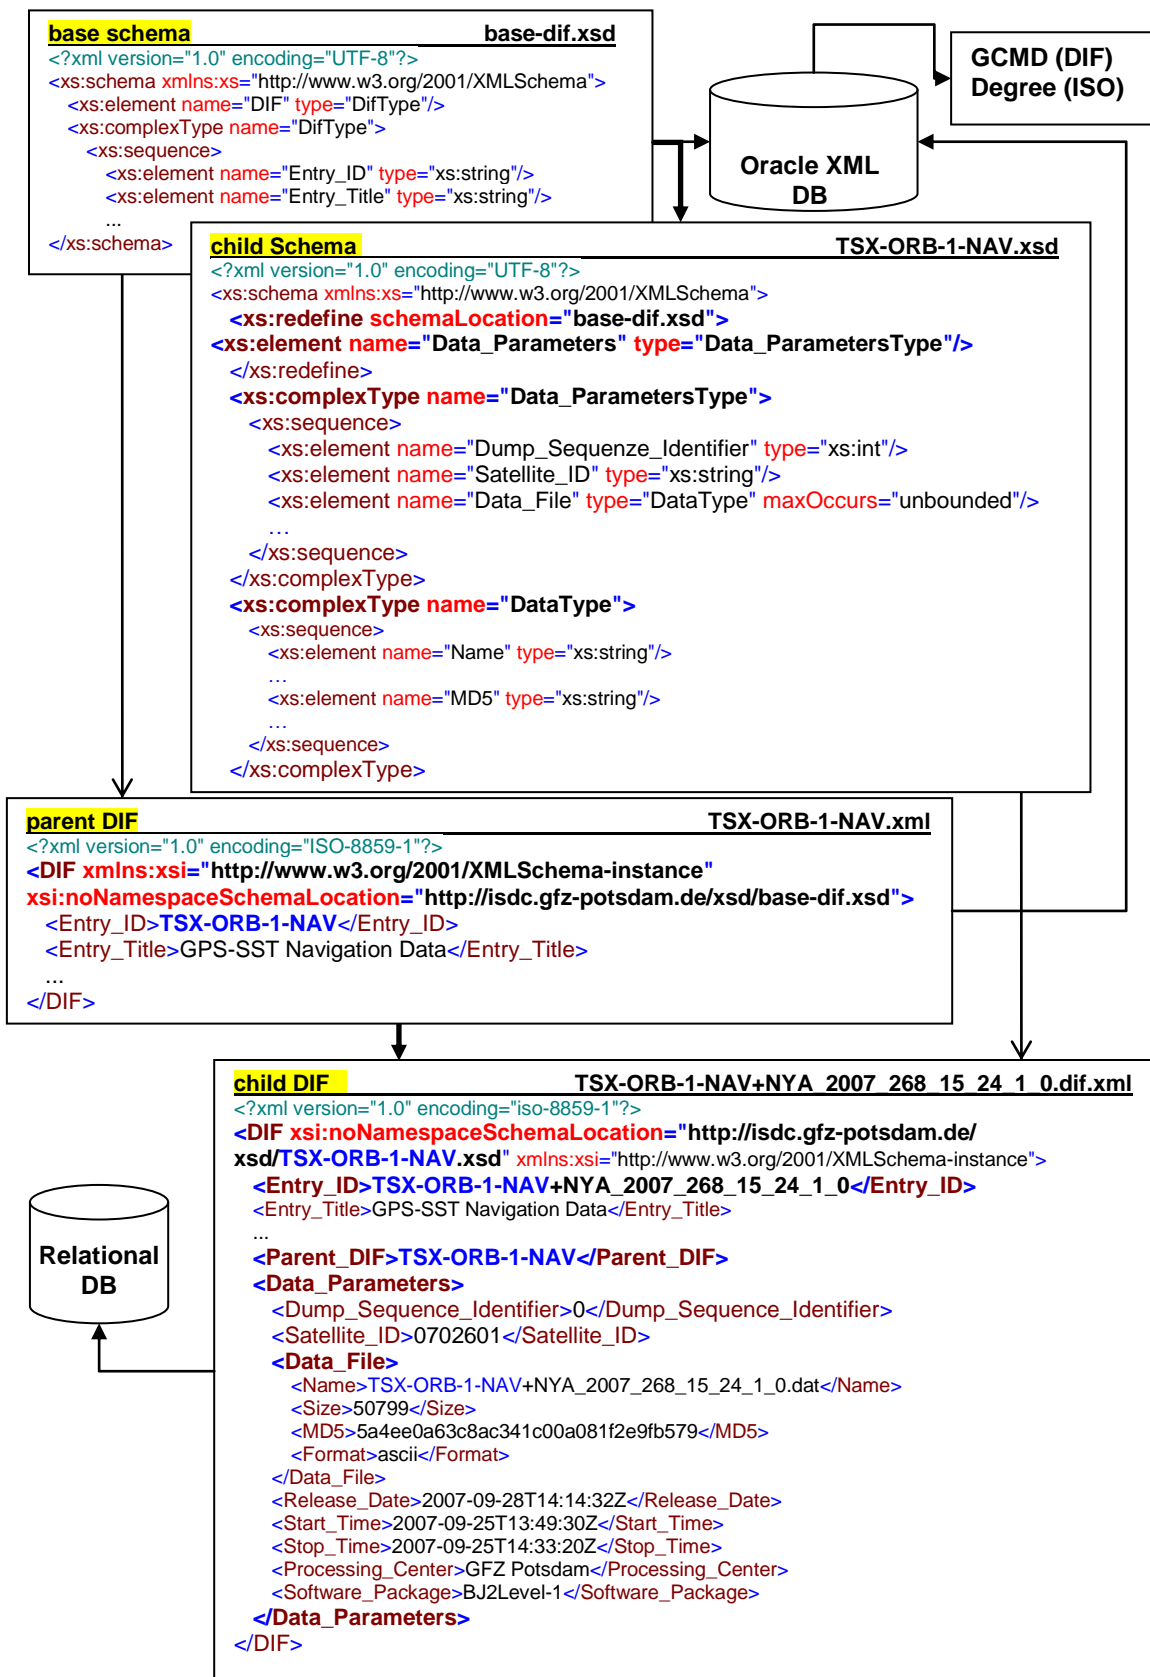 base schema base-dif.xsd
<?xml version="1.0" encoding="UTF-8"?>
<xs:schema xmlns:xs="http://www.w3.org/2001/XMLSchema">
<xs:element name="DIF" type="DifType"/>
<xs:complexType name="DifType">
<xs:sequence>
<xs:element name="Entry_ID" type="xs:string"/>
<xs:element name="Entry_Title" type="xs:string"/>
...
</xs:schema>
Oracle XML
DB
GCMD (DIF)
Degree (ISO)
child Schema TSX-ORB-1-NAV.xsd
<?xml version="1.0" encoding="UTF-8"?>
<xs:schema xmlns:xs="http://www.w3.org/2001/XMLSchema">
<xs:redefine schemaLocation="base-dif.xsd">
<xs:element name="Data_Parameters" type="Data_ParametersType"/>
</xs:redefine>
<xs:complexType name="Data_ParametersType">
<xs:sequence>
<xs:element name="Dump_Sequenze_Identifier" type="xs:int"/>
<xs:element name="Satellite_ID" type="xs:string"/>
<xs:element name="Data_File" type="DataType" maxOccurs="unbounded"/>
…
</xs:sequence>
</xs:complexType>
<xs:complexType name="DataType">
<xs:sequence>
<xs:element name="Name" type="xs:string"/>
…
<xs:element name="MD5" type="xs:string"/>
…
</xs:sequence>
</xs:complexType>
parent DIF TSX-ORB-1-NAV.xml
<?xml version="1.0" encoding="ISO-8859-1"?>
<DIF xmlns:xsi="http://www.w3.org/2001/XMLSchema-instance"
xsi:noNamespaceSchemaLocation="http://isdc.gfz-potsdam.de/xsd/base-dif.xsd">
<Entry_ID>TSX-ORB-1-NAV</Entry_ID>
<Entry_Title>GPS-SST Navigation Data</Entry_Title>
...
</DIF>
child DIF TSX-ORB-1-NAV+NYA_2007_268_15_24_1_0.dif.xml
<?xml version="1.0" encoding="iso-8859-1"?>
<DIF xsi:noNamespaceSchemaLocation="http://isdc.gfz-potsdam.de/
xsd/TSX-ORB-1-NAV.xsd" xmlns:xsi="http://www.w3.org/2001/XMLSchema-instance">
<Entry_ID>TSX-ORB-1-NAV+NYA_2007_268_15_24_1_0</Entry_ID>
<Entry_Title>GPS-SST Navigation Data</Entry_Title>
...
<Parent_DIF>TSX-ORB-1-NAV</Parent_DIF>
<Data_Parameters>
<Dump_Sequence_Identifier>0</Dump_Sequence_Identifier>
<Satellite_ID>0702601</Satellite_ID>
<Data_File>
<Name>TSX-ORB-1-NAV+NYA_2007_268_15_24_1_0.dat</Name>
<Size>50799</Size>
<MD5>5a4ee0a63c8ac341c00a081f2e9fb579</MD5>
<Format>ascii</Format>
</Data_File>
<Release_Date>2007-09-28T14:14:32Z</Release_Date>
<Start_Time>2007-09-25T13:49:30Z</Start_Time>
<Stop_Time>2007-09-25T14:33:20Z</Stop_Time>
<Processing_Center>GFZ Potsdam</Processing_Center>
<Software_Package>BJ2Level-1</Software_Package>
</Data_Parameters>
</DIF>
Relational
DB